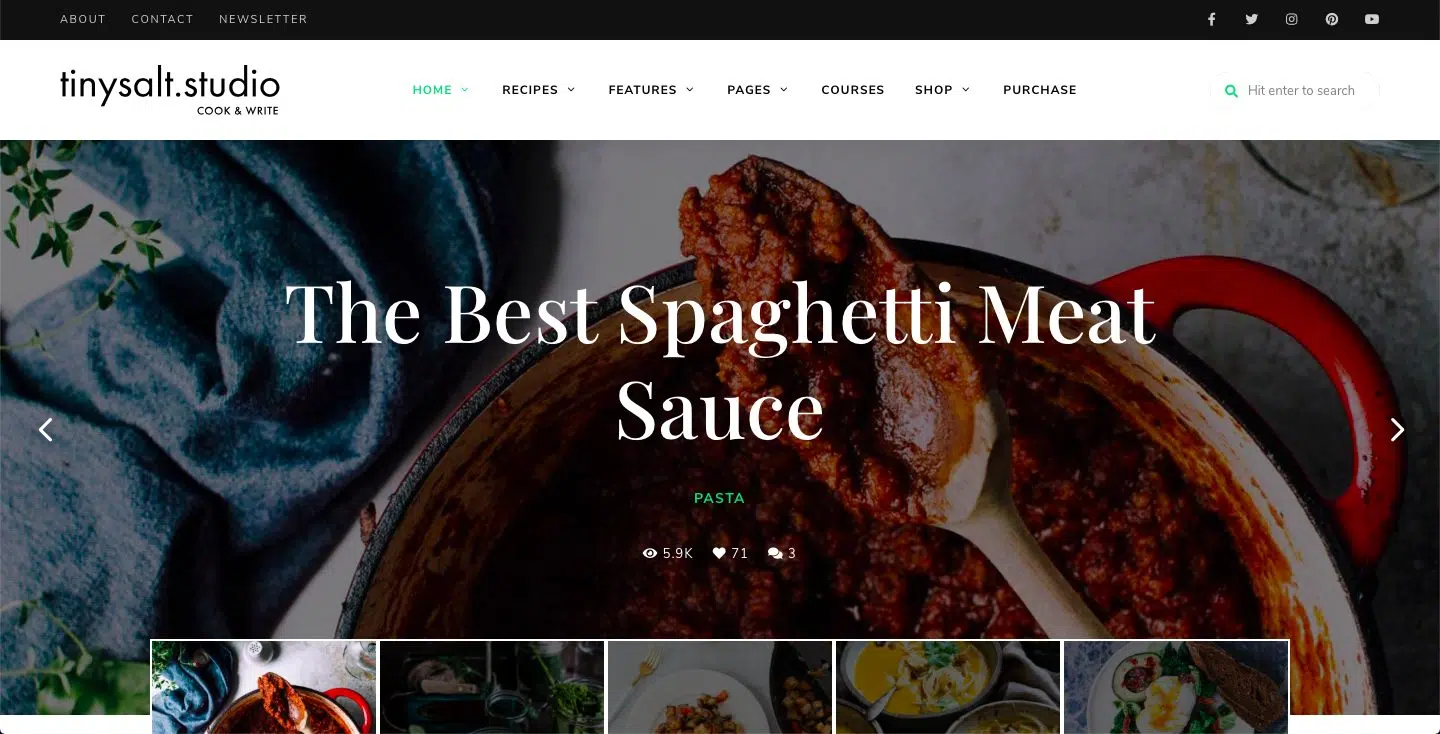 ABOUT CONTACT NEWSLETTER
tinysalt.studio
COOK & WRITE
HOME RECIPES FEATURES PAGES COURSES SHOP PURCHASE
Hit enter to search
The Best Spaghetti Meat
Sauce
PASTA
5.9K 71 3